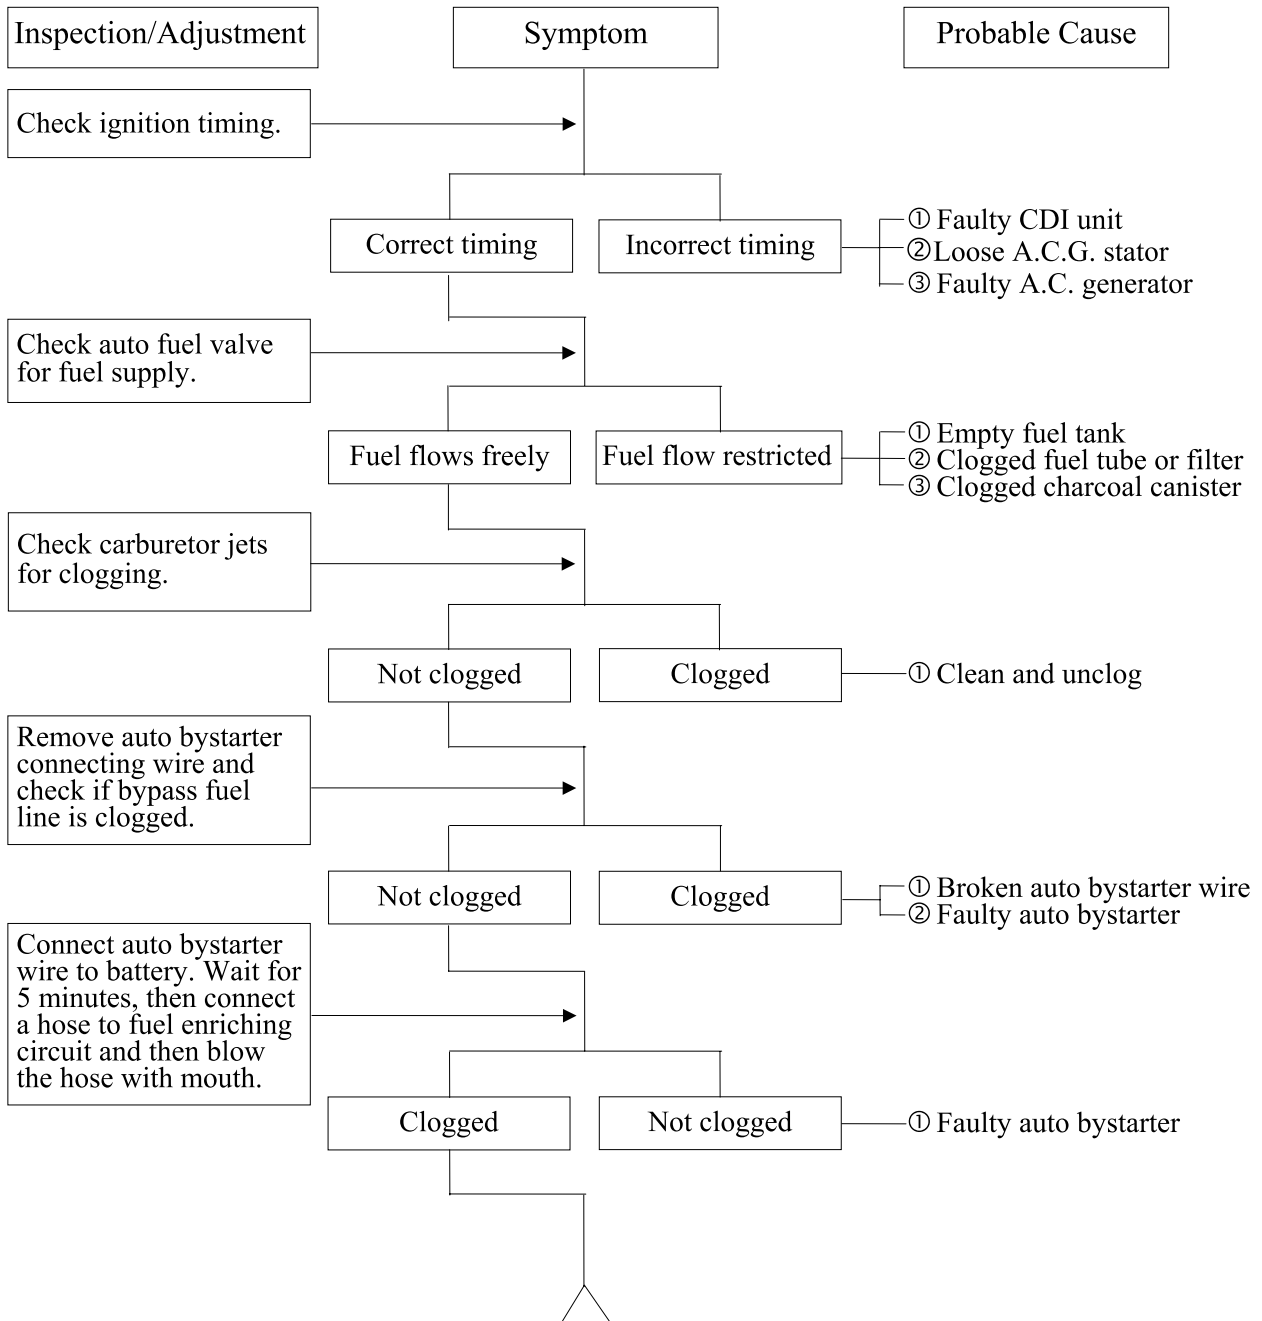 Inspection/Adjustment
Symptom
Probable Cause
Check ignition timing.
Correct timing
Incorrect timing
① Faulty CDI unit
②Loose A.C.G. stator
③ Faulty A.C. generator
Check auto fuel valve
for fuel supply.
Fuel flows freely
Fuel flow restricted
① Empty fuel tank
② Clogged fuel tube or filter
③ Clogged charcoal canister
Check carburetor jets
for clogging.
Not clogged
Clogged
① Clean and unclog
Remove auto bystarter
connecting wire and
check if bypass fuel
line is clogged.
Not clogged
Clogged
① Broken auto bystarter wire
② Faulty auto bystarter
Connect auto bystarter
wire to battery. Wait for
5 minutes, then connect
a hose to fuel enriching
circuit and then blow
the hose with mouth.
Clogged
Not clogged
① Faulty auto bystarter